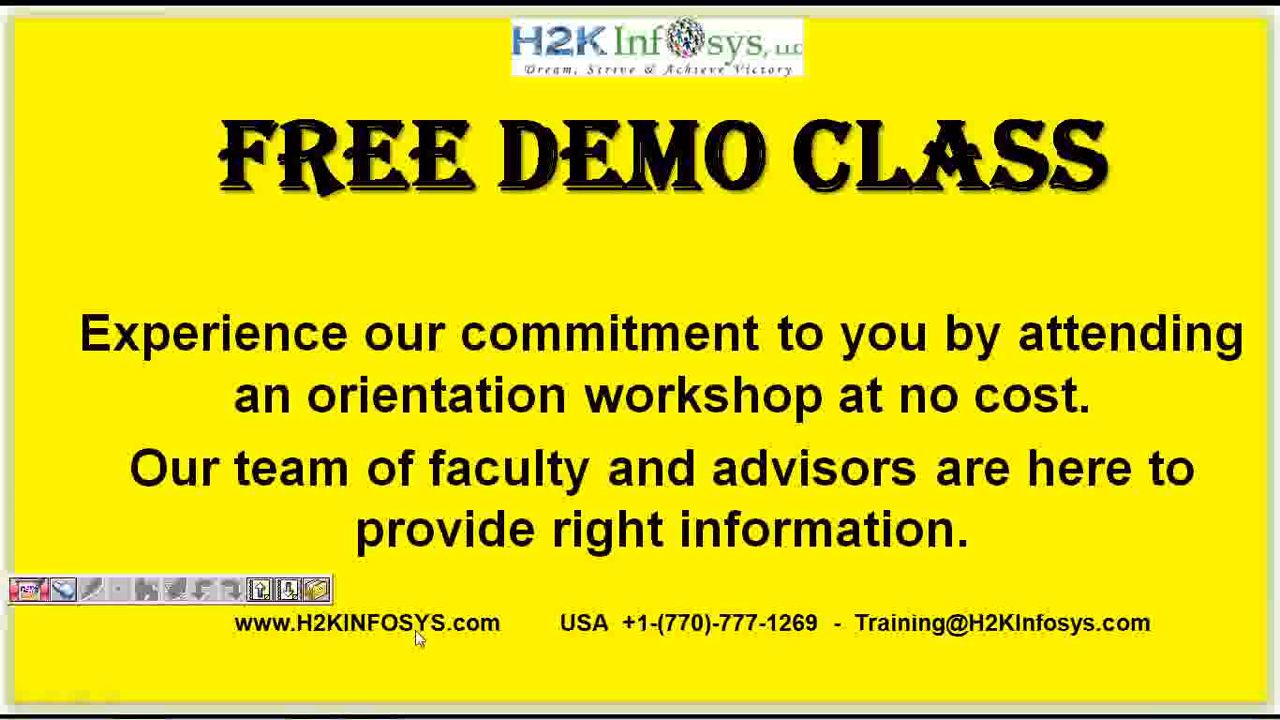 H2K Infosys, LLC
Dream, Strive & Achieve Victory
FREE DEMO CLASS
Experience our commitment to you by attending
an orientation workshop at no cost.
Our team of faculty and advisors are here to
provide right information.
www.H2KINFOSYS.com USA +1-(770)-777-1269 - Training@H2KInfosys.com